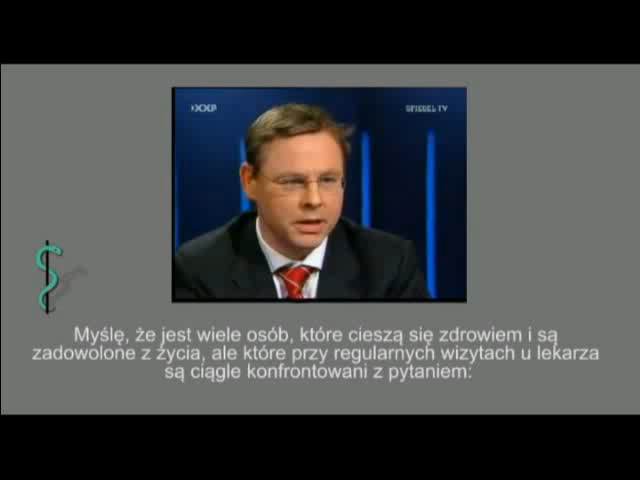 XXP
SPIEGEL TV
Myślę, że jest wiele osób, które cieszą się zdrowiem i są
zadowolone z życia, ale które przy regularnych wizytach u lekarza
są ciągle konfrontowani z pytaniem: